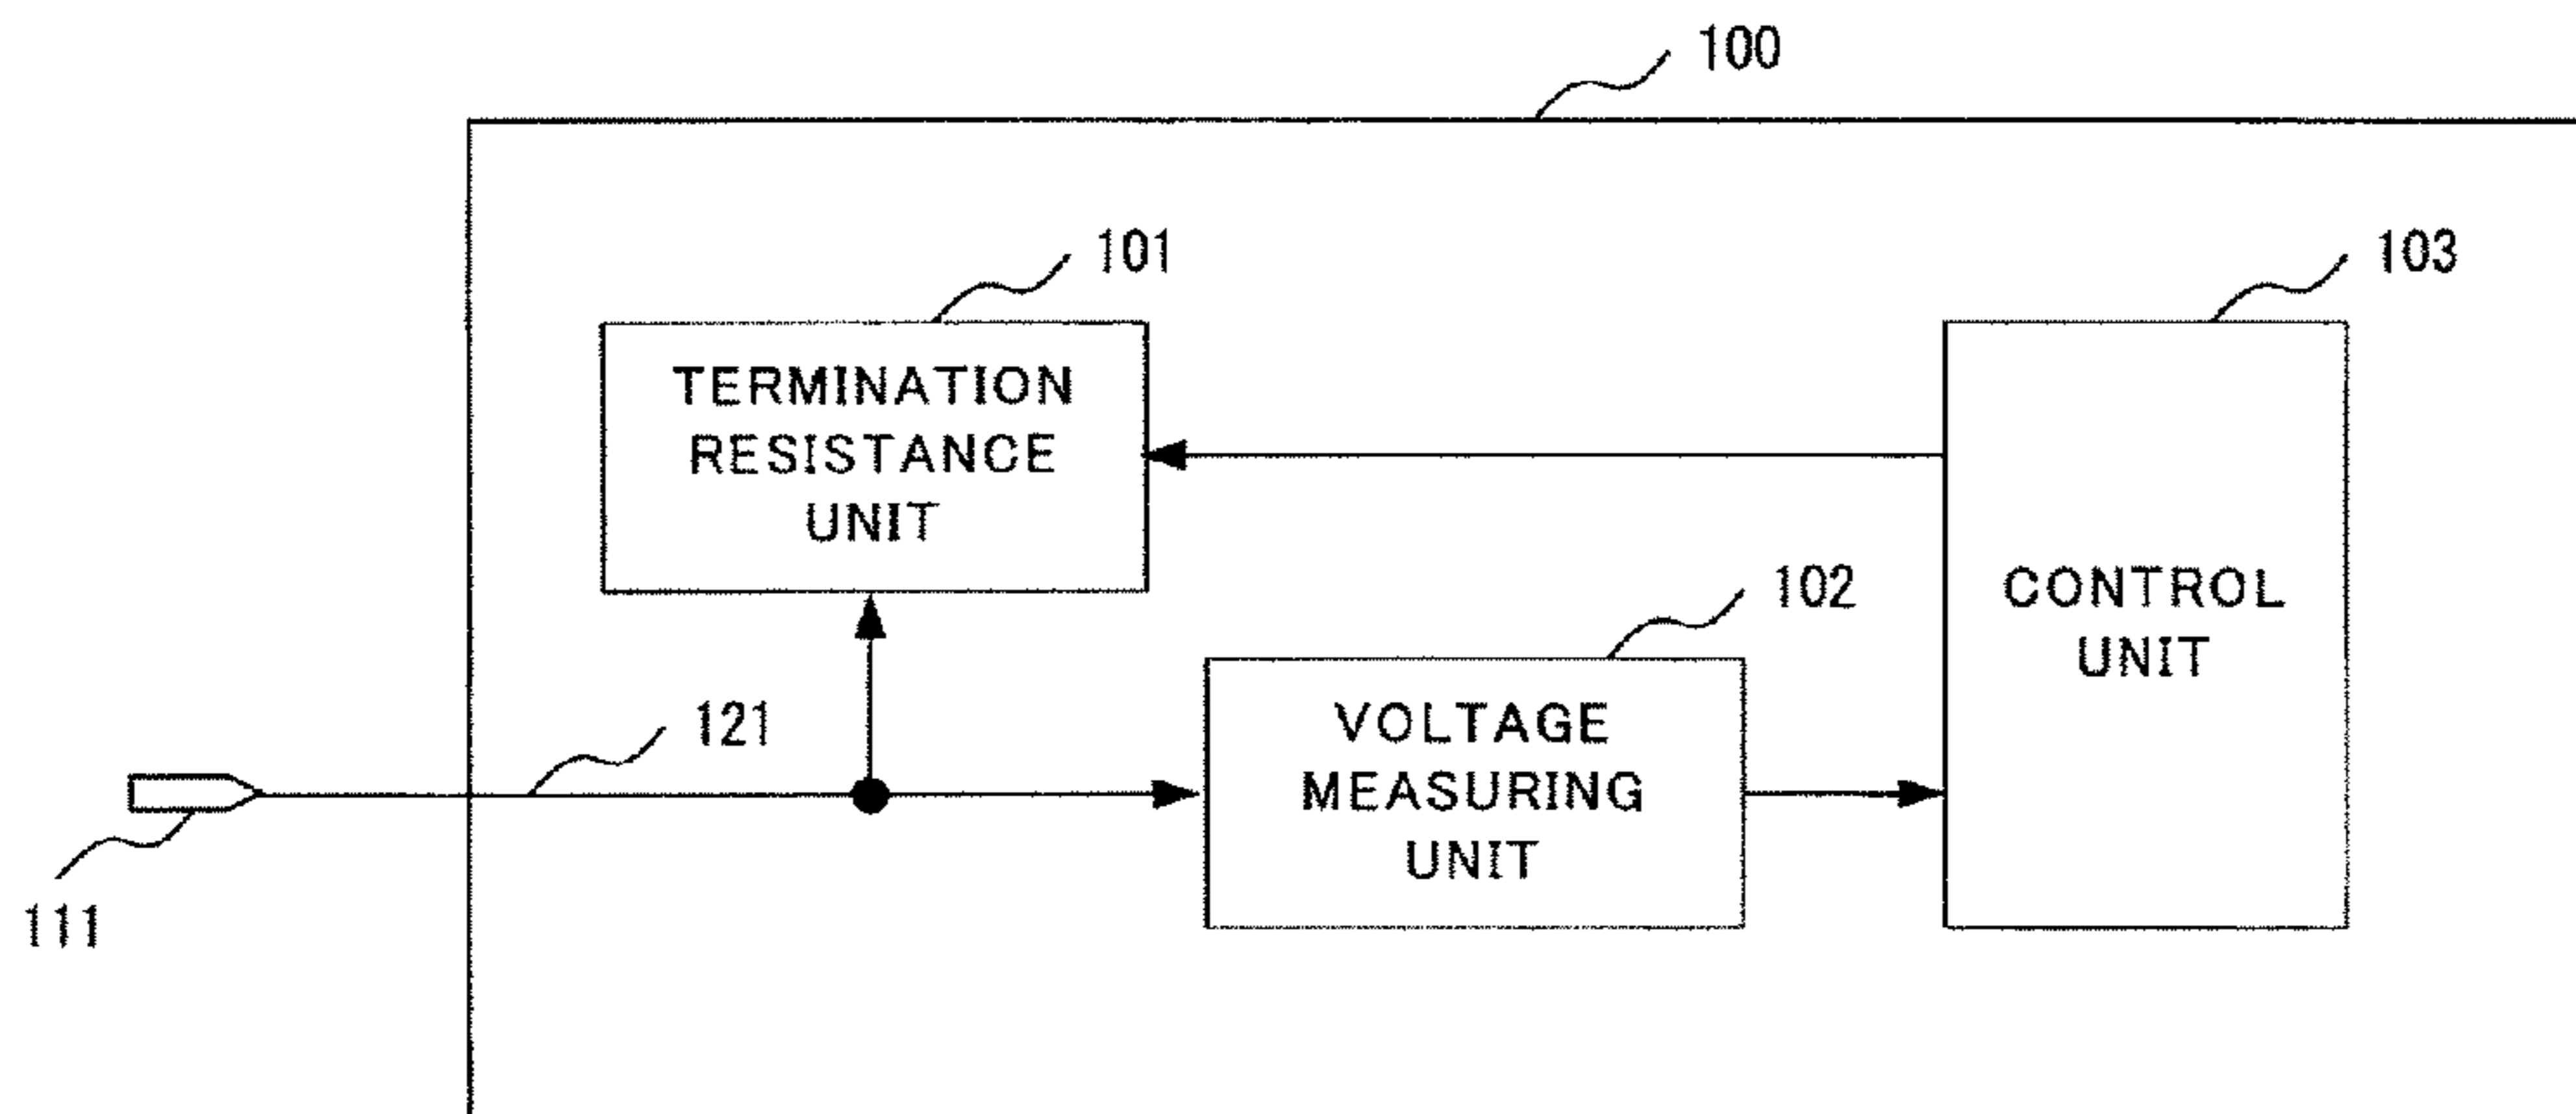 100
101
103
TERMINATION
RESISTANCE
UNIT
102
CONTROL
UNIT
121
VOLTAGE
MEASURING
UNIT
111